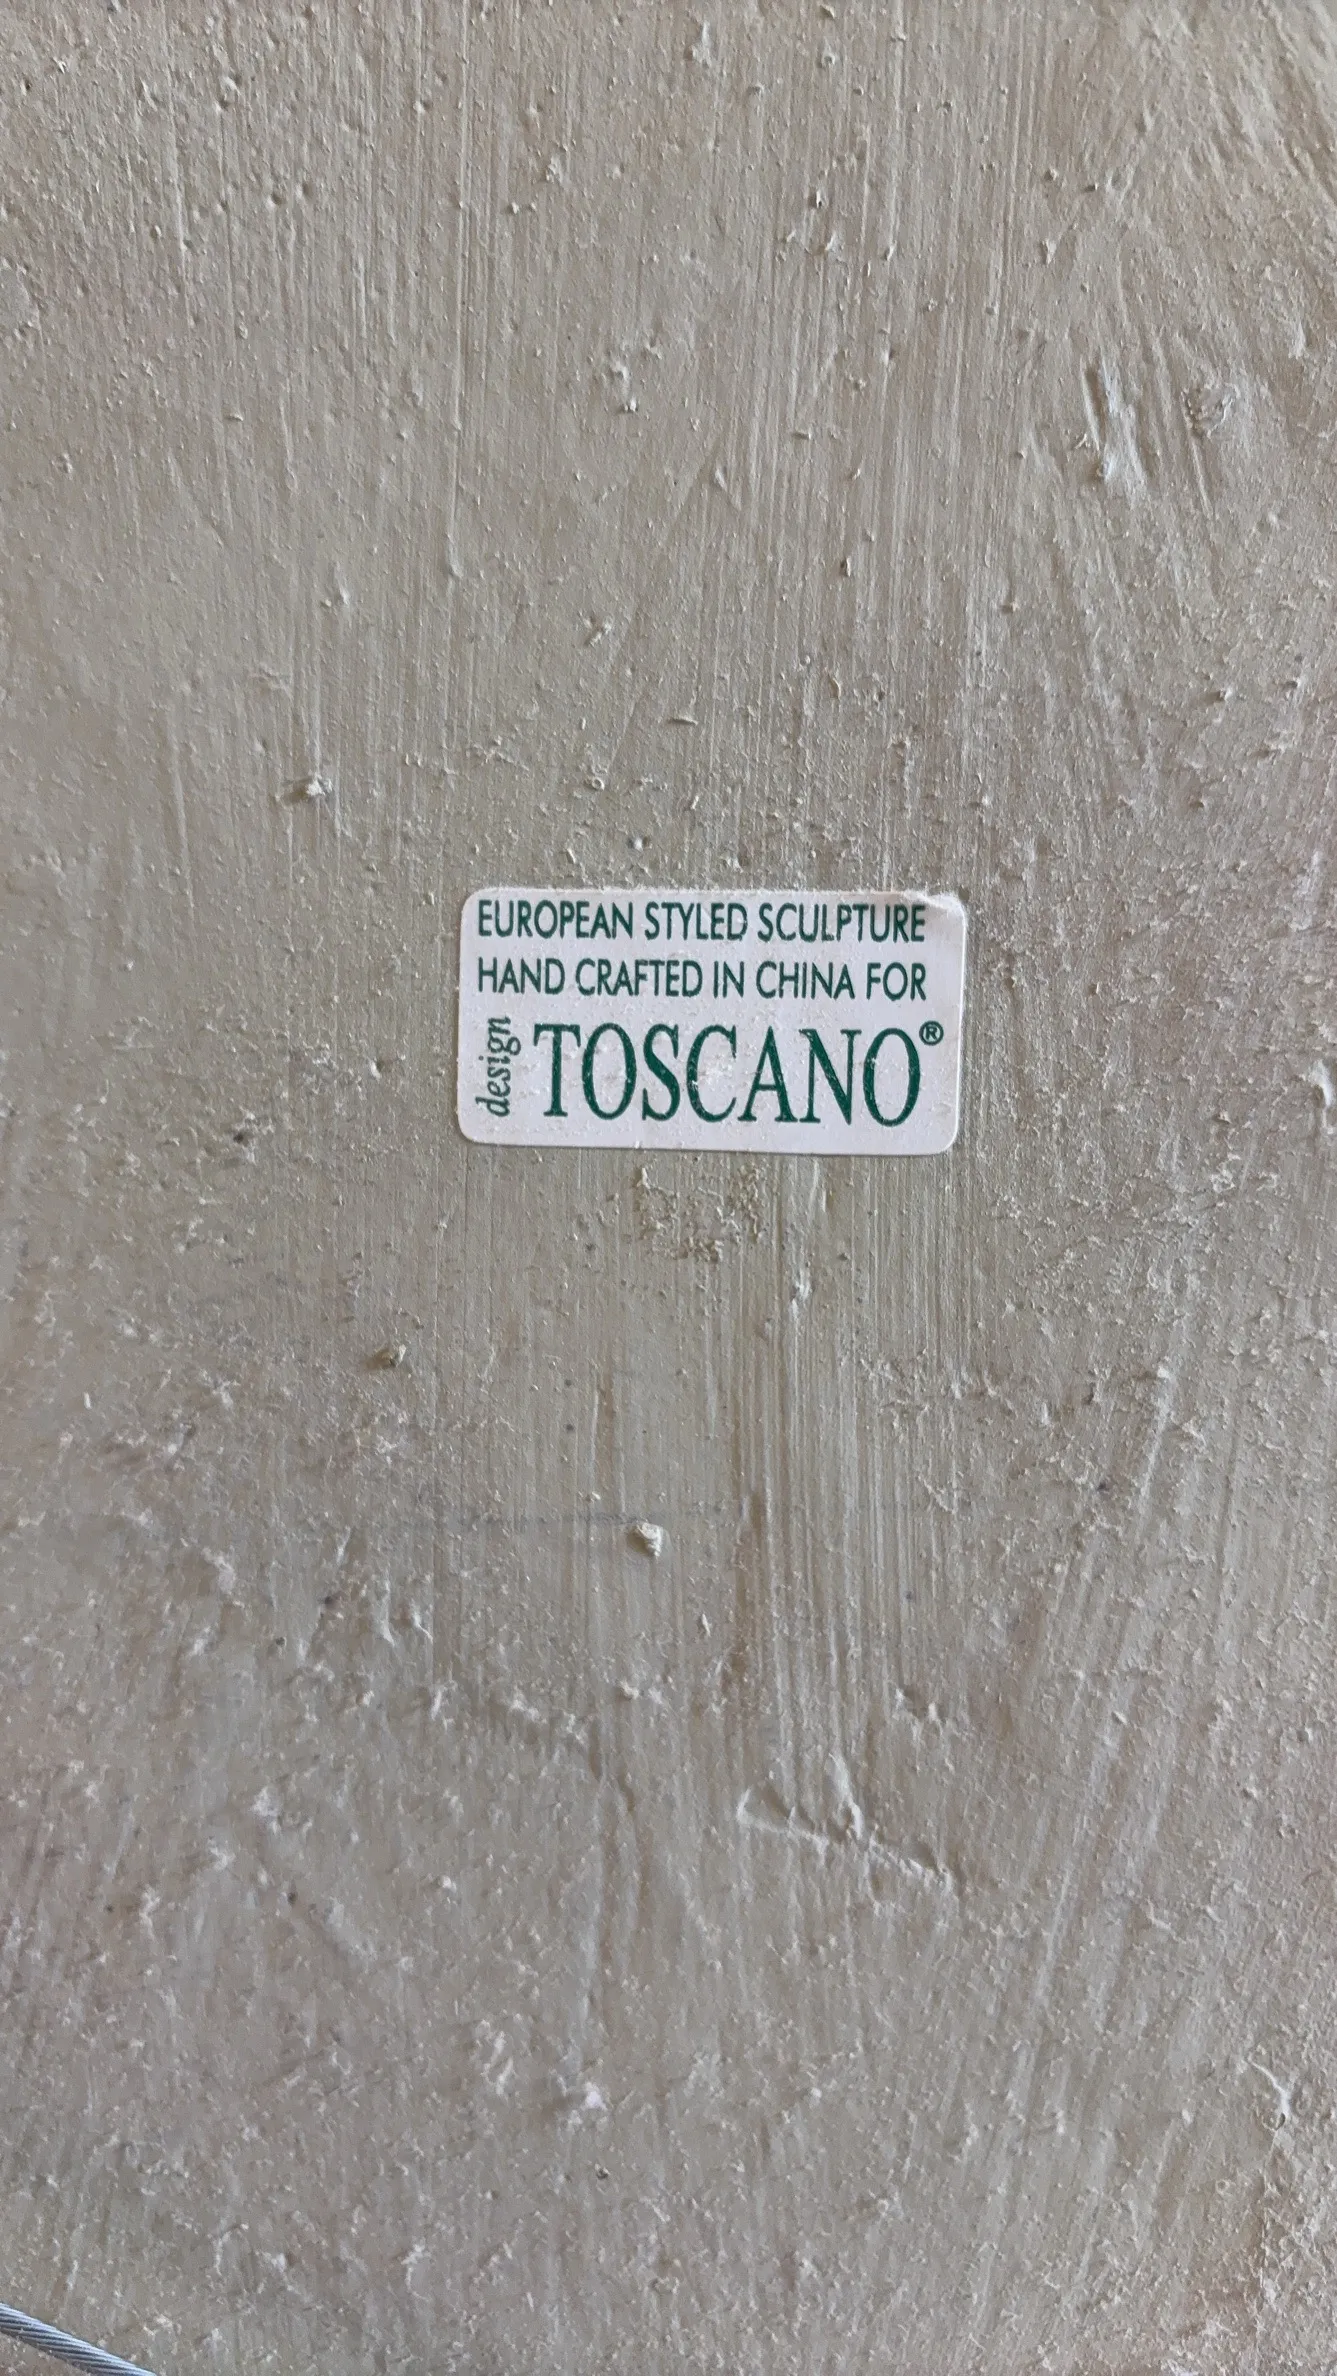 EUROPEAN STYLED SCULPTURE
HAND CRAFTED IN CHINA FOR
design TOSCANO®